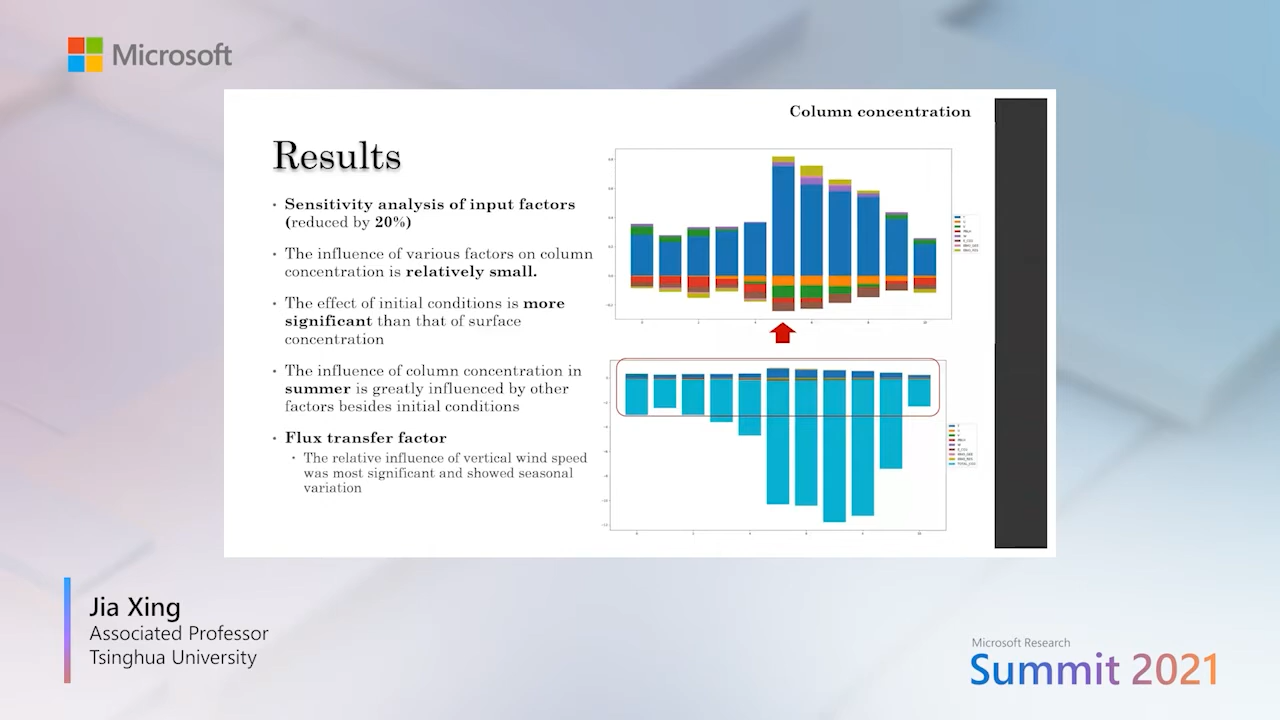 Microsoft
Column concentration
Results
• Sensitivity analysis of input factors
(reduced by 20%)
• The influence of various factors on column
concentration is relatively small.
• The effect of initial conditions is more
significant than that of surface
concentration
• The influence of column concentration in
summer is greatly influenced by other
factors besides initial conditions
• Flux transfer factor
• The relative influence of vertical wind speed
was most significant and showed seasonal
variation
Jia Xing
Associated Professor
Tsinghua University
Microsoft Research
Summit 2021